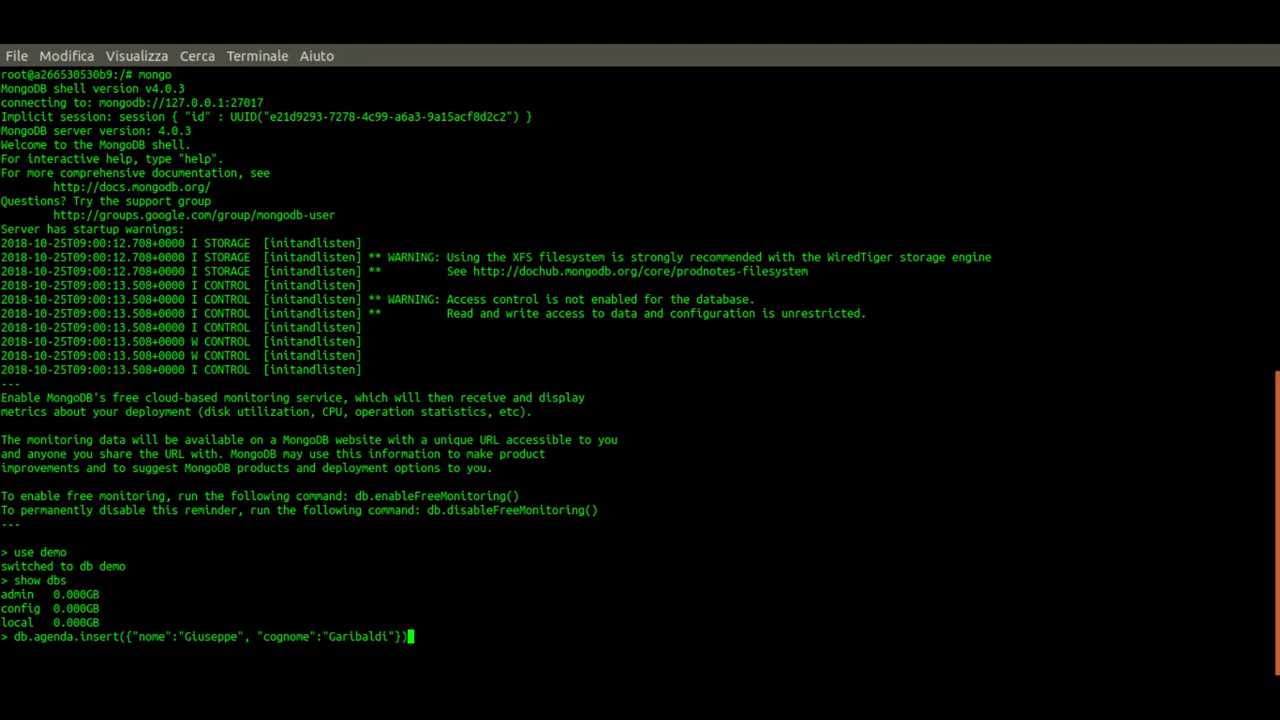 File Modifica Visualizza Cerca Terminale Aiuto
root@a266530530b9:/# mongo
MongoDB shell version v4.0.3
connecting to: mongodb://127.0.0.1:27017
Implicit session: session { "id" : UUID("e21d9293-7278-4c99-a6a3-9a15acf8d2c2") }
MongoDB server version: 4.0.3
Welcome to the MongoDB shell.
For interactive help, type "help".
For more comprehensive documentation, see
http://docs.mongodb.org/
Questions? Try the support group
http://groups.google.com/group/mongodb-user
Server has startup warnings:
2018-10-25T09:00:12.708+0000 I STORAGE  [initandlisten]
2018-10-25T09:00:12.708+0000 I STORAGE  [initandlisten] ** WARNING: Using the XFS filesystem is strongly recommended with the WiredTiger storage engine
2018-10-25T09:00:12.708+0000 I STORAGE  [initandlisten] **          See http://dochub.mongodb.org/core/prodnotes-filesystem
2018-10-25T09:00:13.508+0000 I CONTROL  [initandlisten]
2018-10-25T09:00:13.508+0000 I CONTROL  [initandlisten] ** WARNING: Access control is not enabled for the database.
2018-10-25T09:00:13.508+0000 I CONTROL  [initandlisten] **          Read and write access to data and configuration is unrestricted.
2018-10-25T09:00:13.508+0000 I CONTROL  [initandlisten]
2018-10-25T09:00:13.508+0000 W CONTROL  [initandlisten]
2018-10-25T09:00:13.508+0000 W CONTROL  [initandlisten]
2018-10-25T09:00:13.508+0000 I CONTROL  [initandlisten]
---
Enable MongoDB's free cloud-based monitoring service, which will then receive and display
metrics about your deployment (disk utilization, CPU, operation statistics, etc).
The monitoring data will be available on a MongoDB website with a unique URL accessible to you
and anyone you share the URL with. MongoDB may use this information to make product
improvements and to suggest MongoDB products and deployment options to you.
To enable free monitoring, run the following command: db.enableFreeMonitoring()
To permanently disable this reminder, run the following command: db.disableFreeMonitoring()
---
> use demo
switched to db demo
> show dbs
admin   0.000GB
config  0.000GB
local   0.000GB
> db.agenda.insert({"nome":"Giuseppe", "cognome":"Garibaldi"})